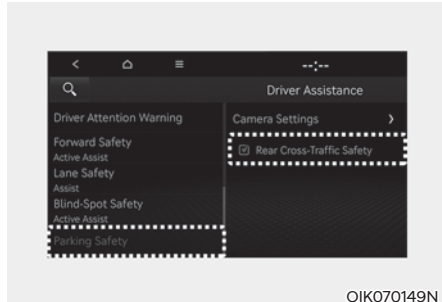 --:--
Driver Assistance
Driver Attention Warning
Forward Safety
Active Assist
Lane Safety
Assist
Blind-Spot Safety
Active Assist
Parking Safety
Camera Settings
Rear Cross-Traffic Safety
OIK070149N